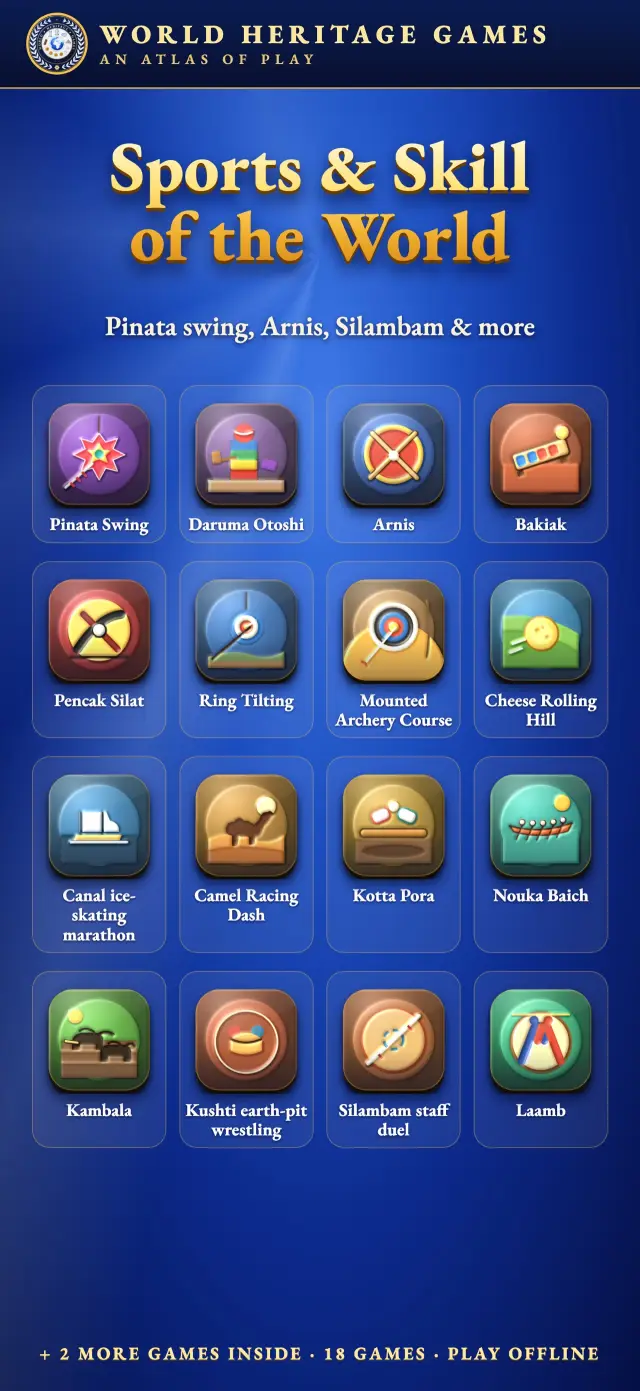 WORLD HERITAGE GAMES
AN ATLAS OF PLAY
Sports & Skill
of the World
Pinata swing, Arnis, Silambam & more
Pinata Swing
Daruma Otoshi
Arnis
Bakiak
Pencak Silat
Ring Tilting
Mounted
Archery Course
Cheese Rolling
Hill
Canal ice-
skating
marathon
Camel Racing
Dash
Kotta Pora
Nouka Baich
Kambala
Kushti earth-pit
wrestling
Silambam staff
duel
Laamb
+ 2 MORE GAMES INSIDE · 18 GAMES · PLAY OFFLINE